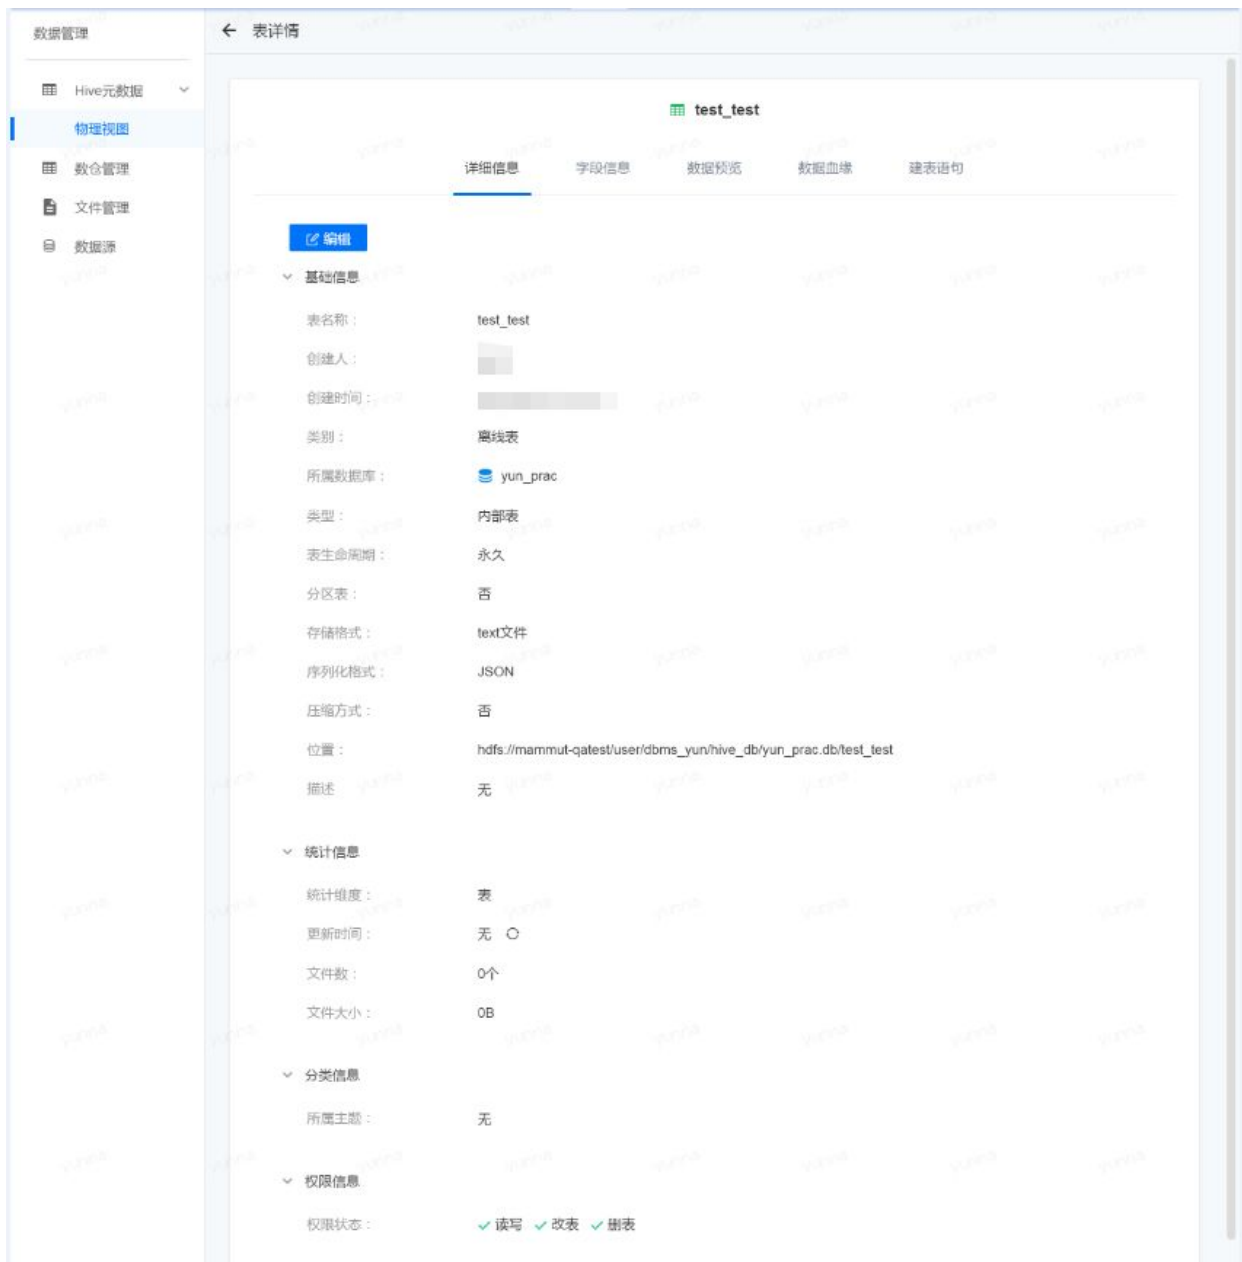 数据管理
Hive元数据
物理视图
数仓管理
文件管理
数据源
表详情
test_test
详细信息 字段信息 数据预览 数据血缘 建表语句
编辑
基础信息
表名称： test_test
创建人：
创建时间：
类别： 离线表
所属数据库： yun_prac
类型： 内部表
表生命周期： 永久
分区表： 否
存储格式： text文件
序列化格式： JSON
压缩方式： 否
位置： hdfs://mammut-qatest/user/dbms_yun/hive_db/yun_prac.db/test_test
描述 无
统计信息
统计维度： 表
更新时间： 无
文件数： 0个
文件大小： 0B
分类信息
所属主题： 无
权限信息
权限状态： 读写 改表 删表